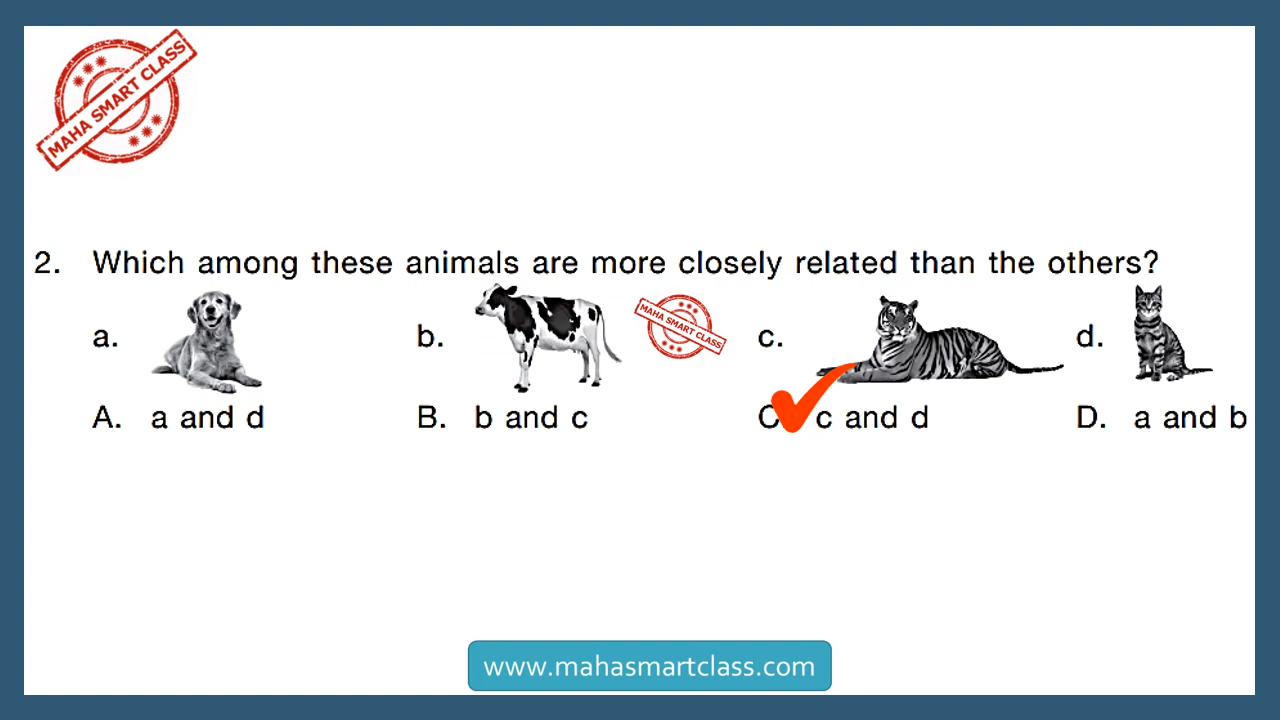 MAHA SMART CLASS
2. Which among these animals are more closely related than the others?
a. b. MAHA SMART CLASS c. d.
A. a and d B. b and c C. c and d D. a and b
www.mahasmartclass.com